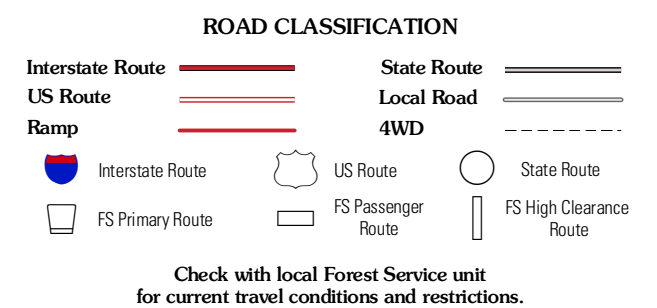 ROAD CLASSIFICATION
Interstate Route
State Route
US Route
Local Road
Ramp
4WD
Interstate Route
US Route
State Route
FS Primary Route
FS Passenger
Route
FS High Clearance
Route
Check with local Forest Service unit
for current travel conditions and restrictions.